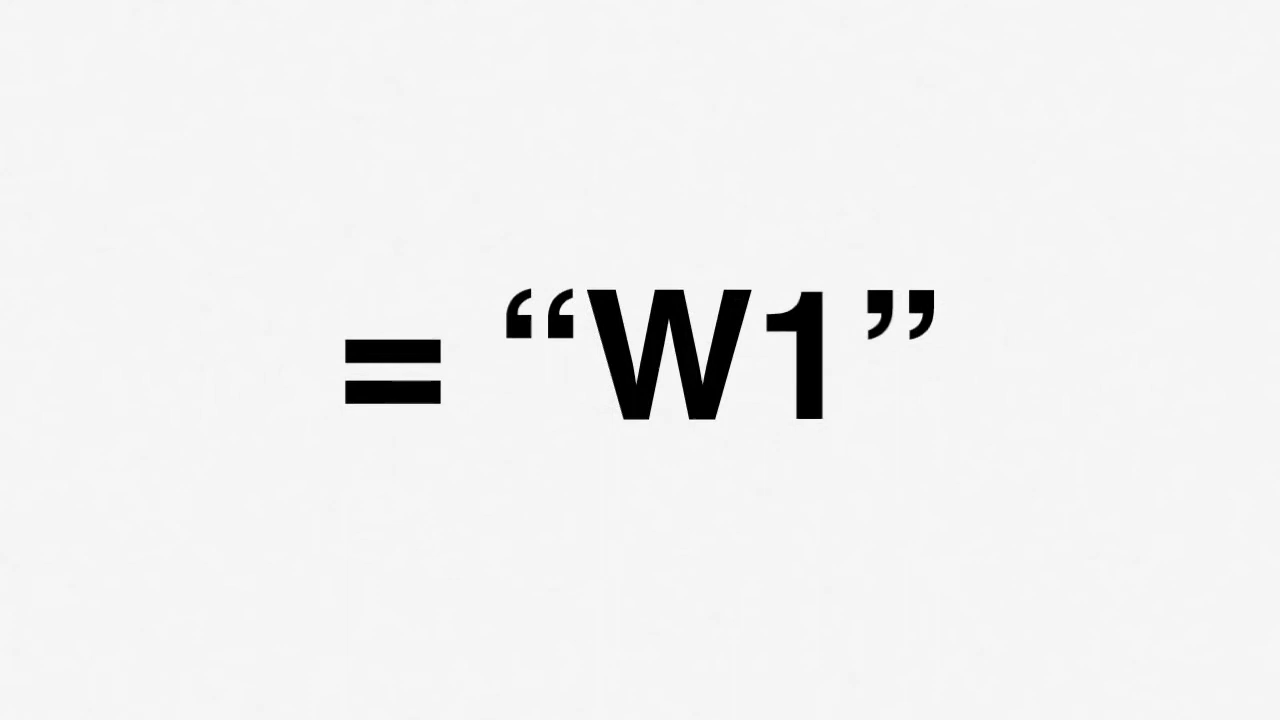 = “W1”